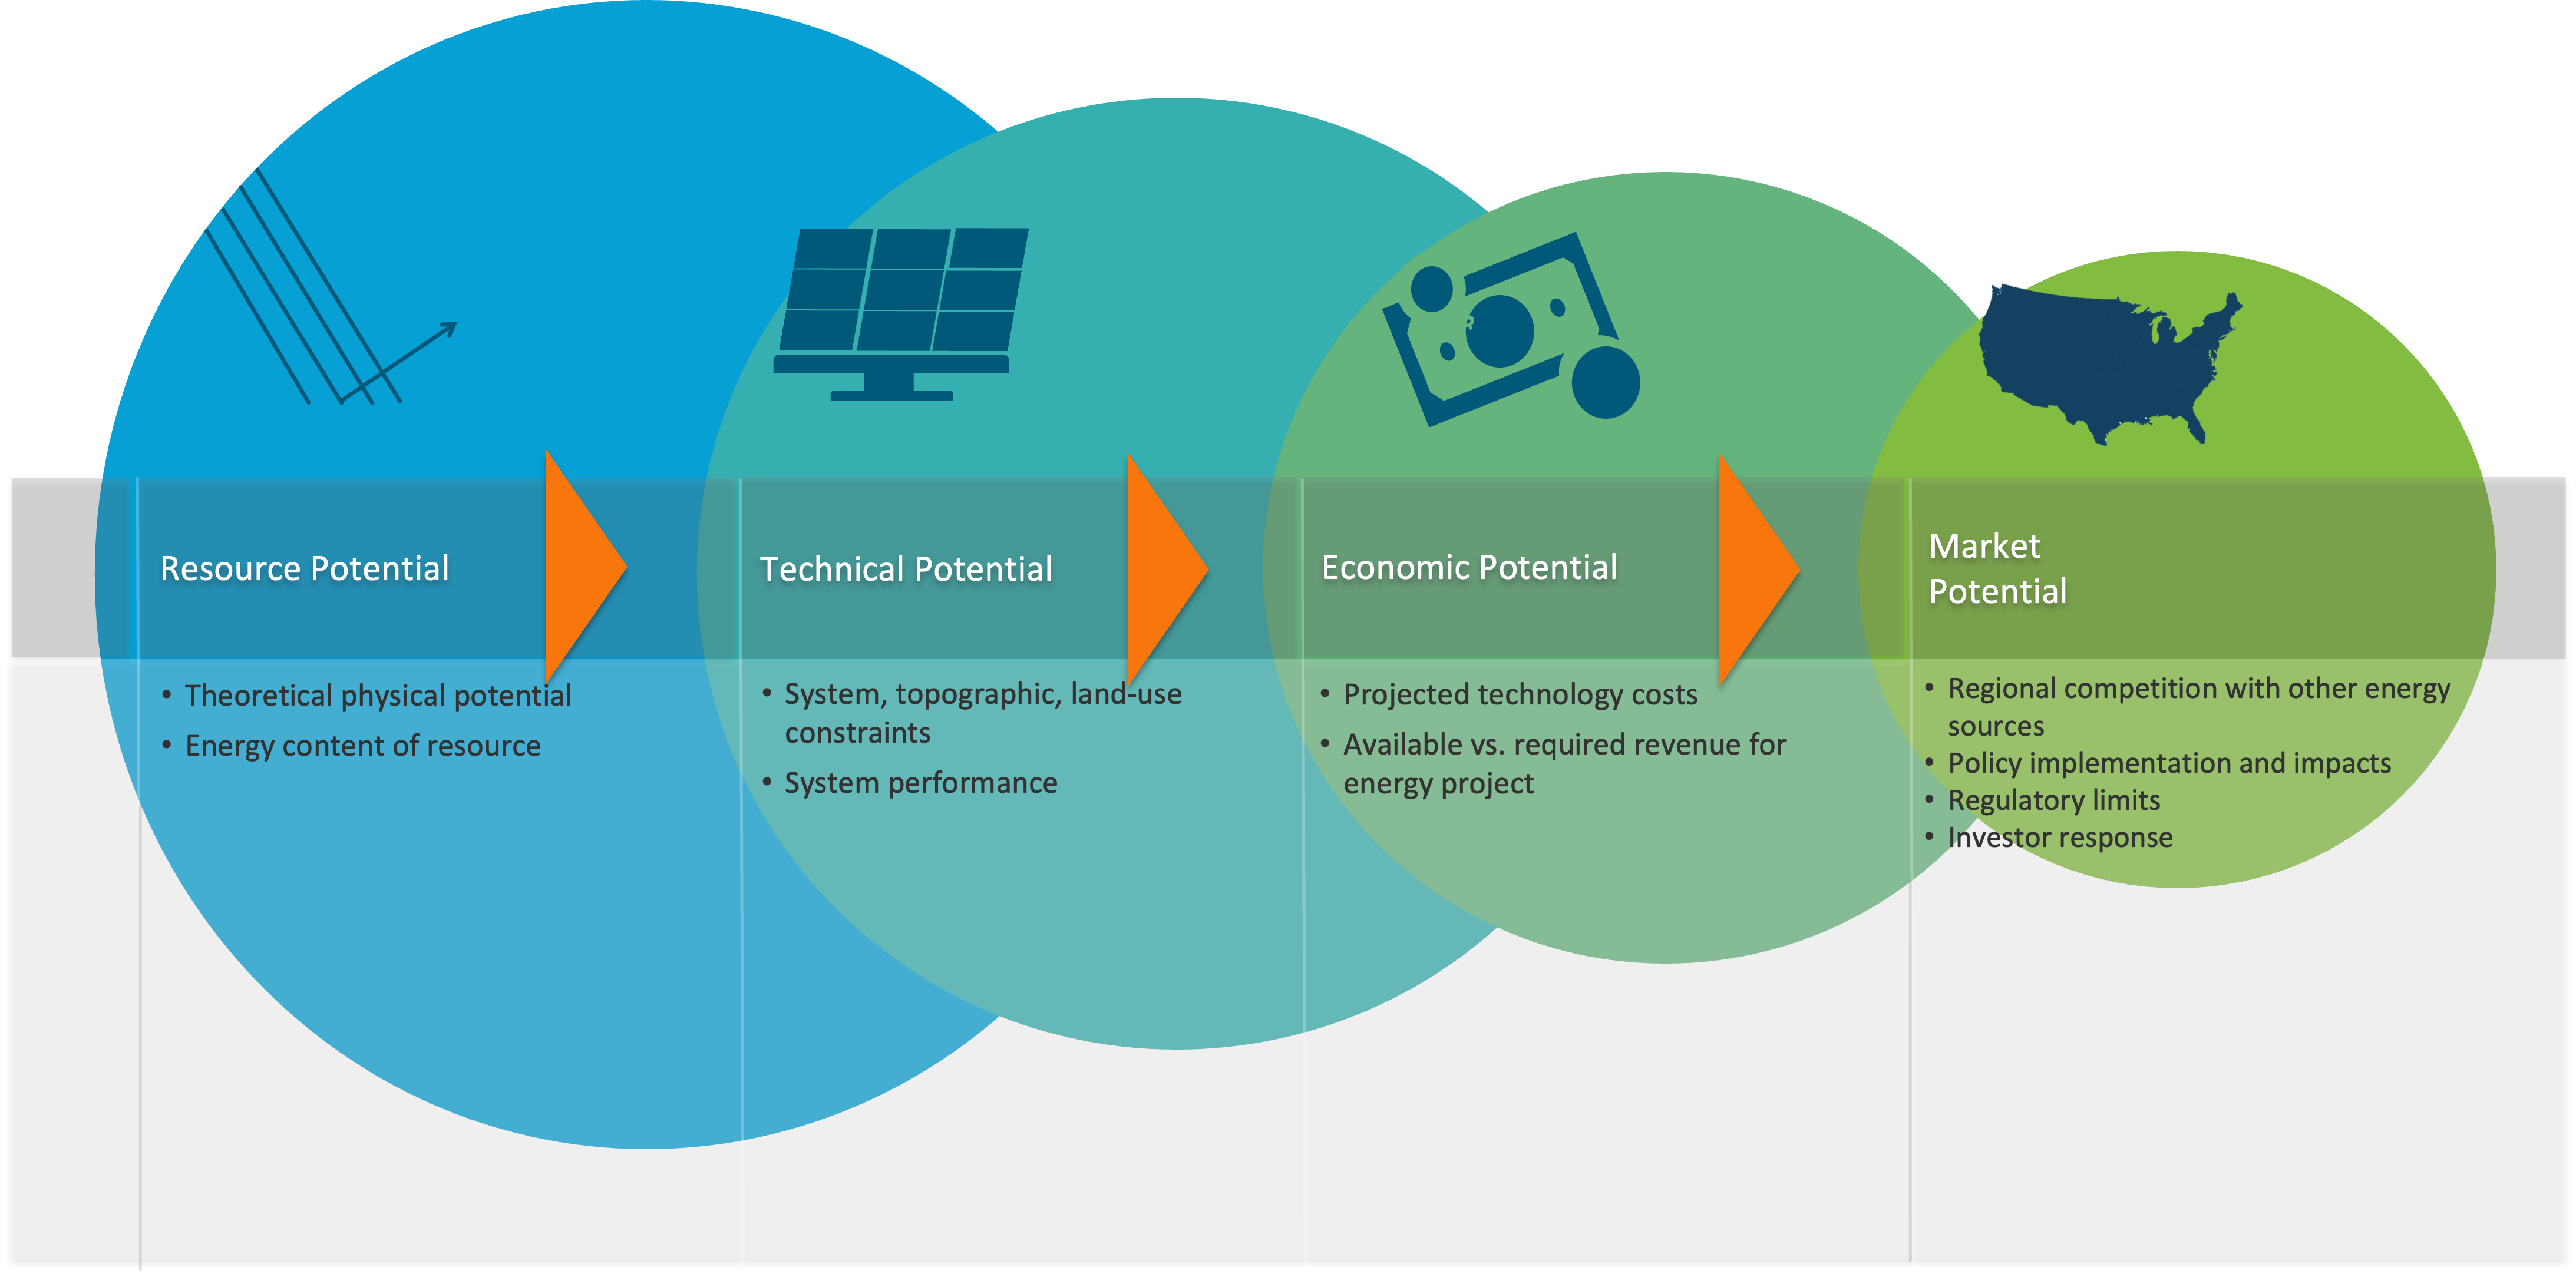 Resource Potential
• Theoretical physical potential
• Energy content of resource
Technical Potential
• System, topographic, land-use
constraints
• System performance
Economic Potential
• Projected technology costs
• Available vs. required revenue for
energy project
Market
Potential
• Regional competition with other energy
sources
• Policy implementation and impacts
• Regulatory limits
• Investor response